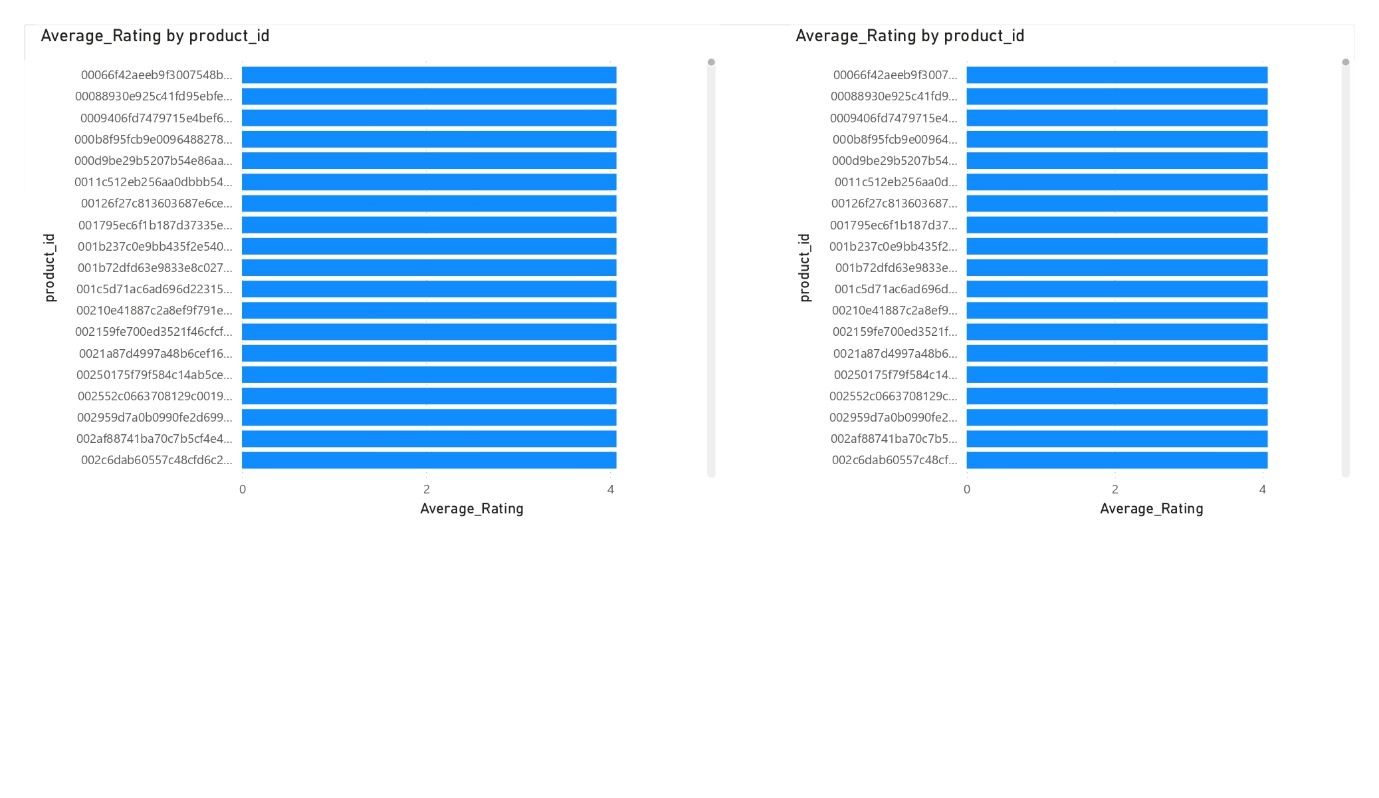 Average_Rating by product_id
product_id
00066f42aeeb9f3007548b...
00088930e925c41fd95ebfe...
0009406fd7479715e4bef6...
000b8f95fcb9e0096488278...
000d9be29b5207b54e86aa...
0011c512eb256aa0dbbb54...
00126f27c813603687e6ce...
001795ec6f1b187d37335e...
001b237c0e9bb435f2e540...
001b72dfd63e9833e8c027...
001c5d71ac6ad696d22315...
00210e41887c2a8ef9f791e...
002159fe700ed3521f46cfcf...
0021a87d4997a48b6cef16...
00250175f79f584c14ab5ce...
002552c0663708129c0019...
002959d7a0b0990fe2d699...
002af88741ba70c7b5cf4e4...
002c6dab60557c48cfd6c2...
0 2 4
Average_Rating
Average_Rating by product_id
product_id
00066f42aeeb9f3007...
00088930e925c41fd9...
0009406fd7479715e4...
000b8f95fcb9e00964...
000d9be29b5207b54...
0011c512eb256aa0d...
00126f27c813603687...
001795ec6f1b187d37...
001b237c0e9bb435f2...
001b72dfd63e9833e...
001c5d71ac6ad696d...
00210e41887c2a8ef9...
002159fe700ed3521f...
0021a87d4997a48b6...
00250175f79f584c14...
002552c0663708129c...
002959d7a0b0990fe2...
002af88741ba70c7b5...
002c6dab60557c48cf...
0 2 4
Average_Rating